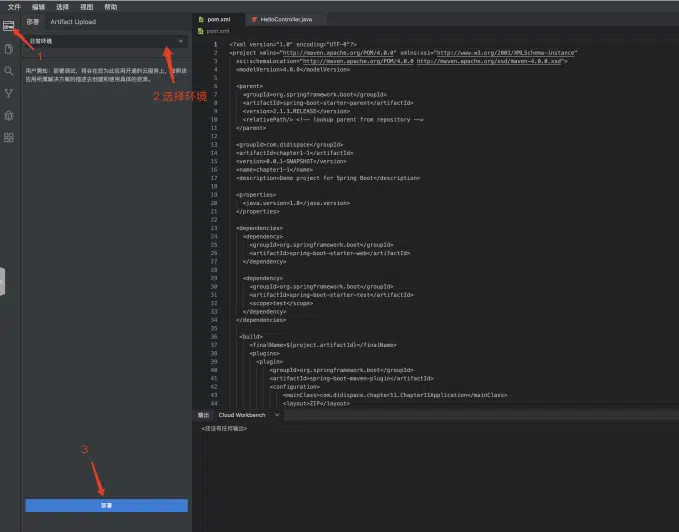 文件 编辑 选择 视图 帮助
部署 Artifact Upload
日常环境
用户需知：部署调试，将会在您为此应用开通的云服务上，
应用所属解决方案的描述去创建和使用具体的资源。
1
2 选择环境
3
部署
pom.xml HelloController.java
pom.xml
1 <?xml version="1.0" encoding="UTF-8"?>
2 <project xmlns="http://maven.apache.org/POM/4.0.0" xmlns:xsi="http://www.w3.org/2001/XMLSchema-instance"
3 xsi:schemaLocation="http://maven.apache.org/POM/4.0.0 http://maven.apache.org/xsd/maven-4.0.0.xsd">
4 <modelVersion>4.0.0</modelVersion>
5
6 <parent>
7 <groupId>org.springframework.boot</groupId>
8 <artifactId>spring-boot-starter-parent</artifactId>
9 <version>2.1.3.RELEASE</version>
10 <relativePath/> <!-- lookup parent from repository -->
11 </parent>
12
13 <groupId>com.didispace</groupId>
14 <artifactId>chapter1-1</artifactId>
15 <version>0.0.1-SNAPSHOT</version>
16 <name>chapter1-1</name>
17 <description>Demo project for Spring Boot</description>
18
19 <properties>
20 <java.version>1.8</java.version>
21 </properties>
22
23 <dependencies>
24 <dependency>
25 <groupId>org.springframework.boot</groupId>
26 <artifactId>spring-boot-starter-web</artifactId>
27 </dependency>
28
29 <dependency>
30 <groupId>org.springframework.boot</groupId>
31 <artifactId>spring-boot-starter-test</artifactId>
32 <scope>test</scope>
33 </dependency>
34 </dependencies>
35
36 <build>
37 <finalName>${project.artifactId}</finalName>
38 <plugins>
39 <plugin>
40 <groupId>org.springframework.boot</groupId>
41 <artifactId>spring-boot-maven-plugin</artifactId>
42 <configuration>
43 <mainClass>com.didispace.chapter11.Chapter11Application</mainClass>
44 <layout>ZIP</layout>
输出 Cloud Workbench
<还没有任何输出>